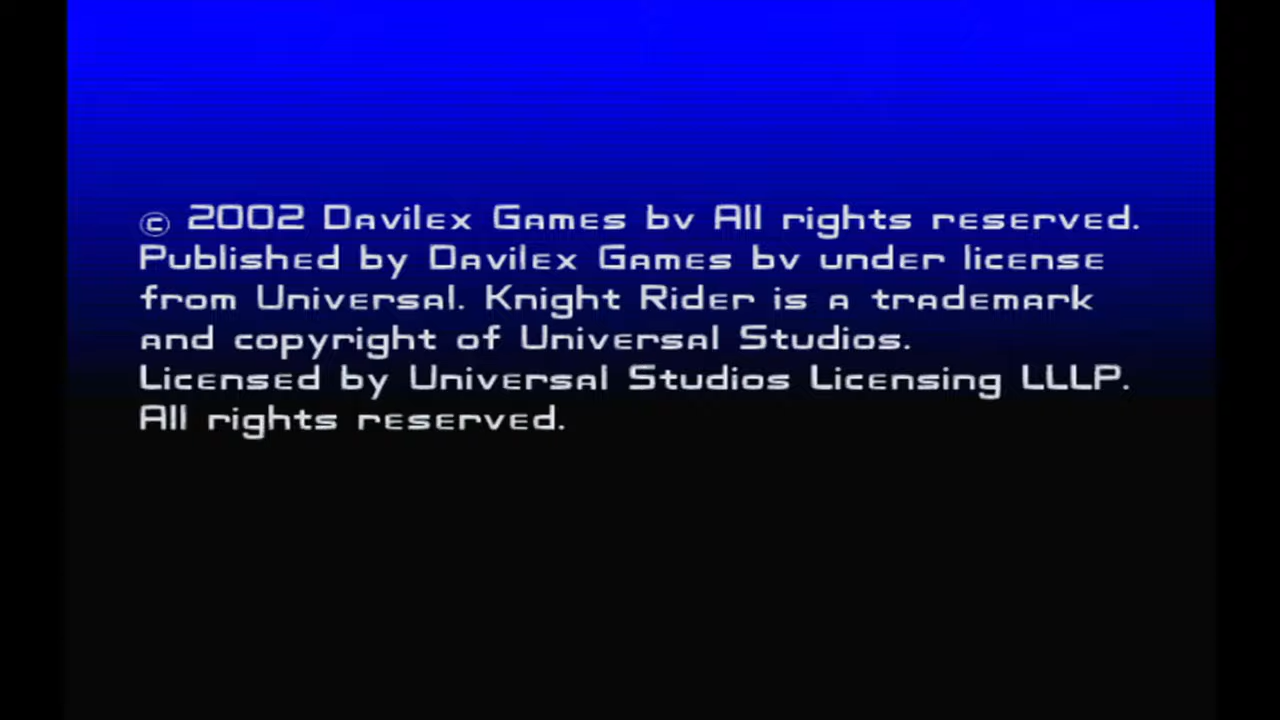 © 2002 Davilex Games bv All rights reserved.
Published by Davilex Games bv under license
from Universal. Knight Rider is a trademark
and copyright of Universal Studios.
Licensed by Universal Studios Licensing LLLP.
All rights reserved.